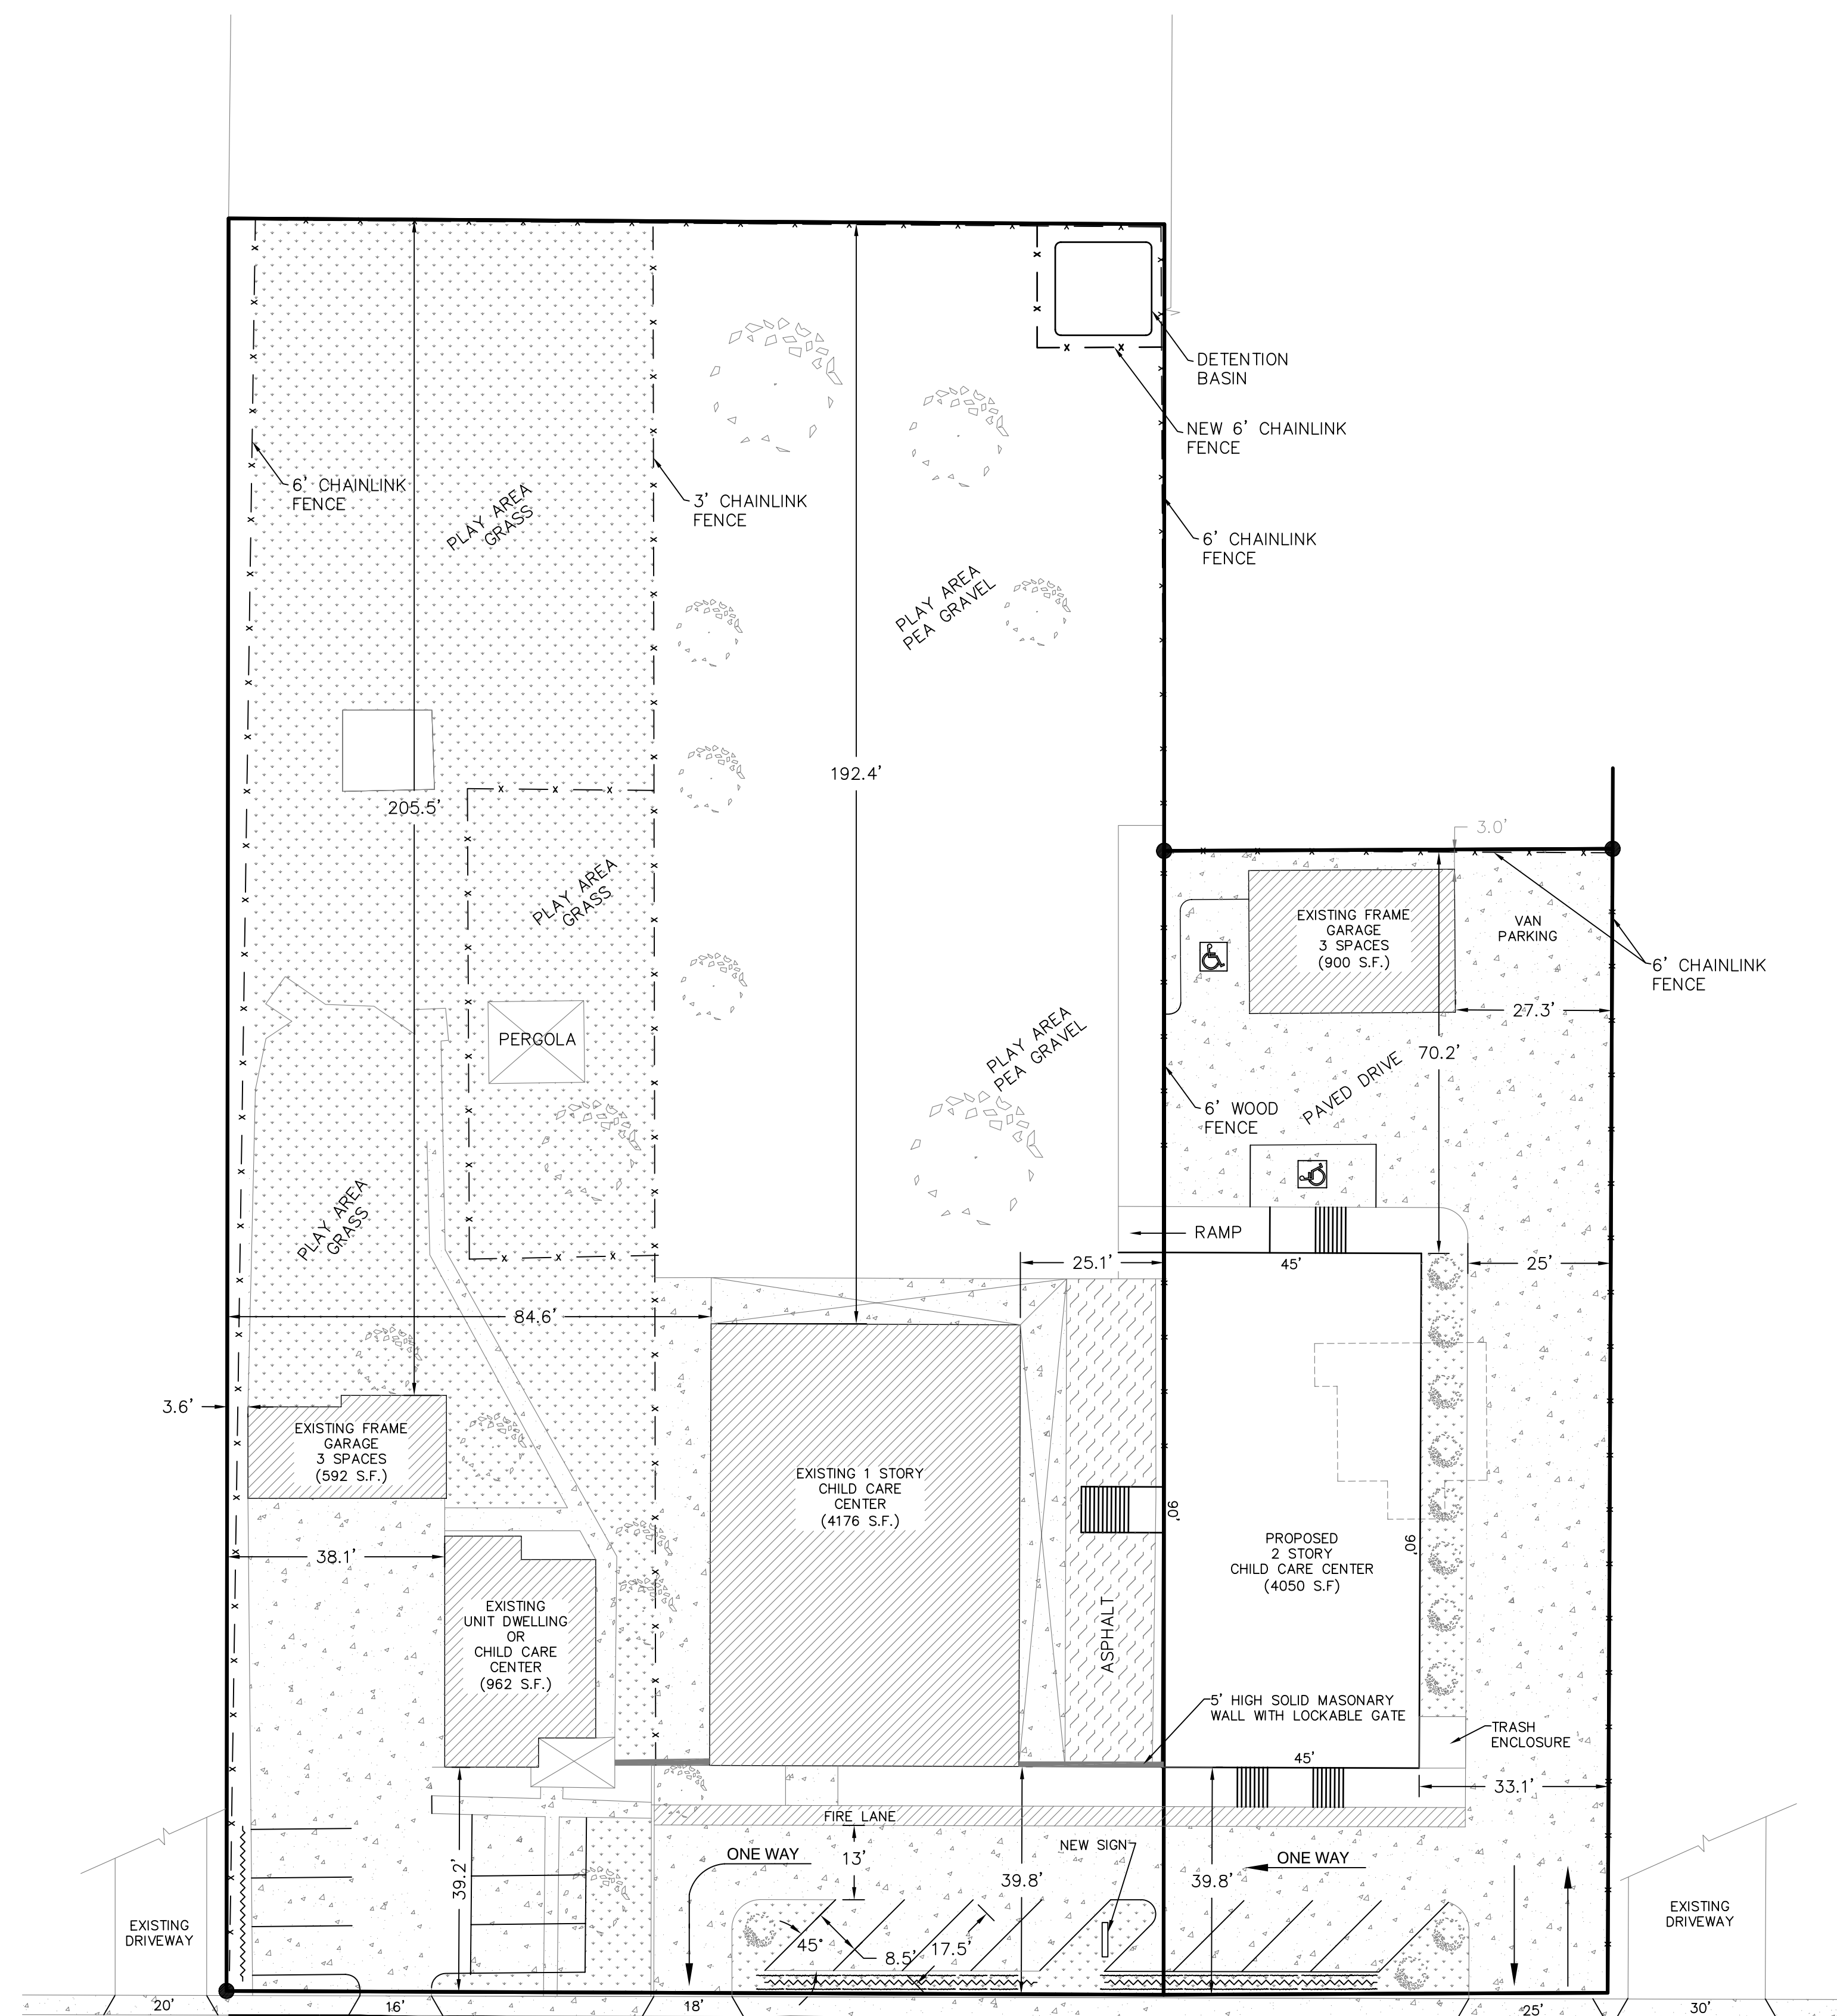 DETENTION
BASIN
NEW 6' CHAINLINK
FENCE
6' CHAINLINK
FENCE
PLAY AREA
GRASS
3' CHAINLINK
FENCE
6' CHAINLINK
FENCE
PLAY AREA
PEA GRAVEL
192.4'
205.5'
3.0'
PLAY AREA
GRASS
EXISTING FRAME
GARAGE
3 SPACES
(900 S.F.)
VAN
PARKING
6' CHAINLINK
FENCE
27.3'
PERGOLA
PLAY AREA
PEA GRAVEL
70.2'
PAVED DRIVE
6' WOOD
FENCE
PLAY AREA
GRASS
RAMP
25.1'
45'
25'
84.6'
3.6'
EXISTING FRAME
GARAGE
3 SPACES
(592 S.F.)
EXISTING 1 STORY
CHILD CARE
CENTER
(4176 S.F.)
90'
90'
PROPOSED
2 STORY
CHILD CARE CENTER
(4050 S.F)
38.1'
EXISTING
UNIT DWELLING
OR
CHILD CARE
CENTER
(962 S.F.)
ASPHALT
5' HIGH SOLID MASONARY
WALL WITH LOCKABLE GATE
TRASH
ENCLOSURE
45'
33.1'
FIRE LANE
NEW SIGN
ONE WAY
13'
ONE WAY
39.2'
39.8'
39.8'
EXISTING
DRIVEWAY
45°
8.5'
17.5'
EXISTING
DRIVEWAY
20'
16'
18'
25'
30'